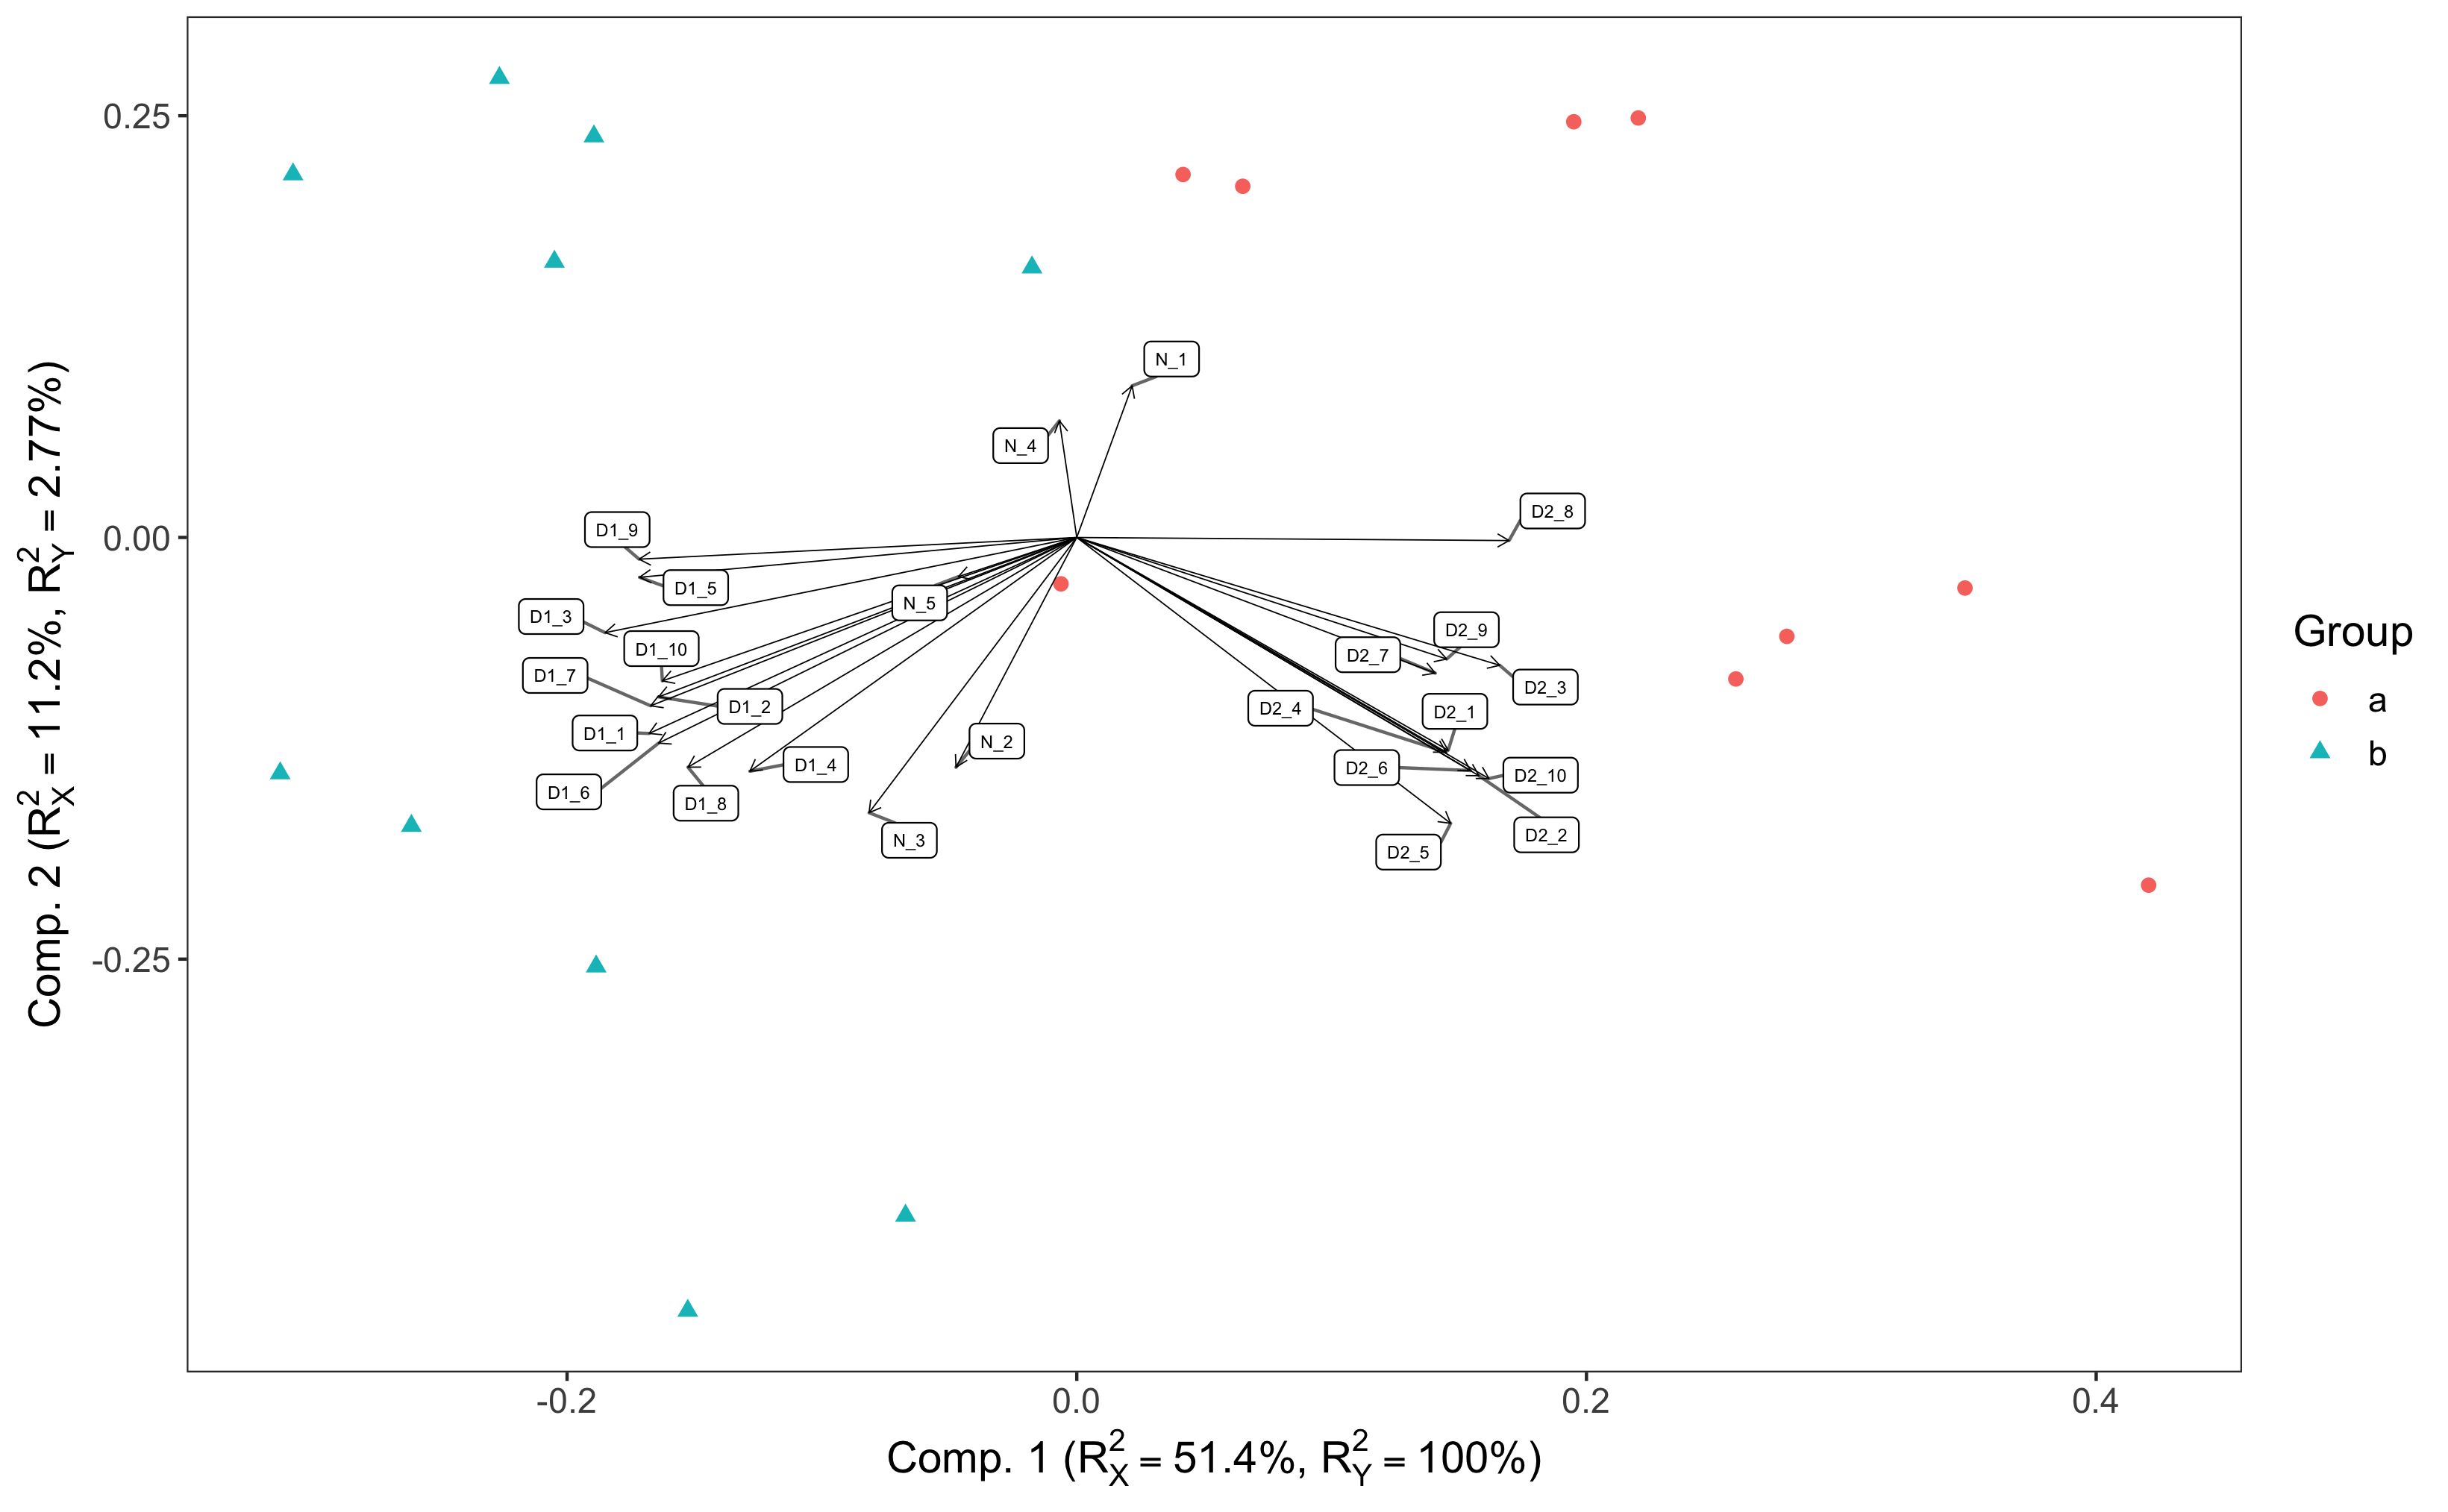 0.25
0.00
-0.25
Comp. 2 (R²X = 11.2%, R²Y = 2.77%)
N_1
N_4
D2_8
D1_9
D1_5
N_5
D1_3
D2_9
D1_10
D2_7
D1_7
D2_3
D1_2
D2_4
D2_1
D1_1
N_2
D1_4
D2_6
D2_10
D1_6
D1_8
D2_2
N_3
D2_5
Group
a
b
-0.2
0.0
0.2
0.4
Comp. 1 (R²X = 51.4%, R²Y = 100%)